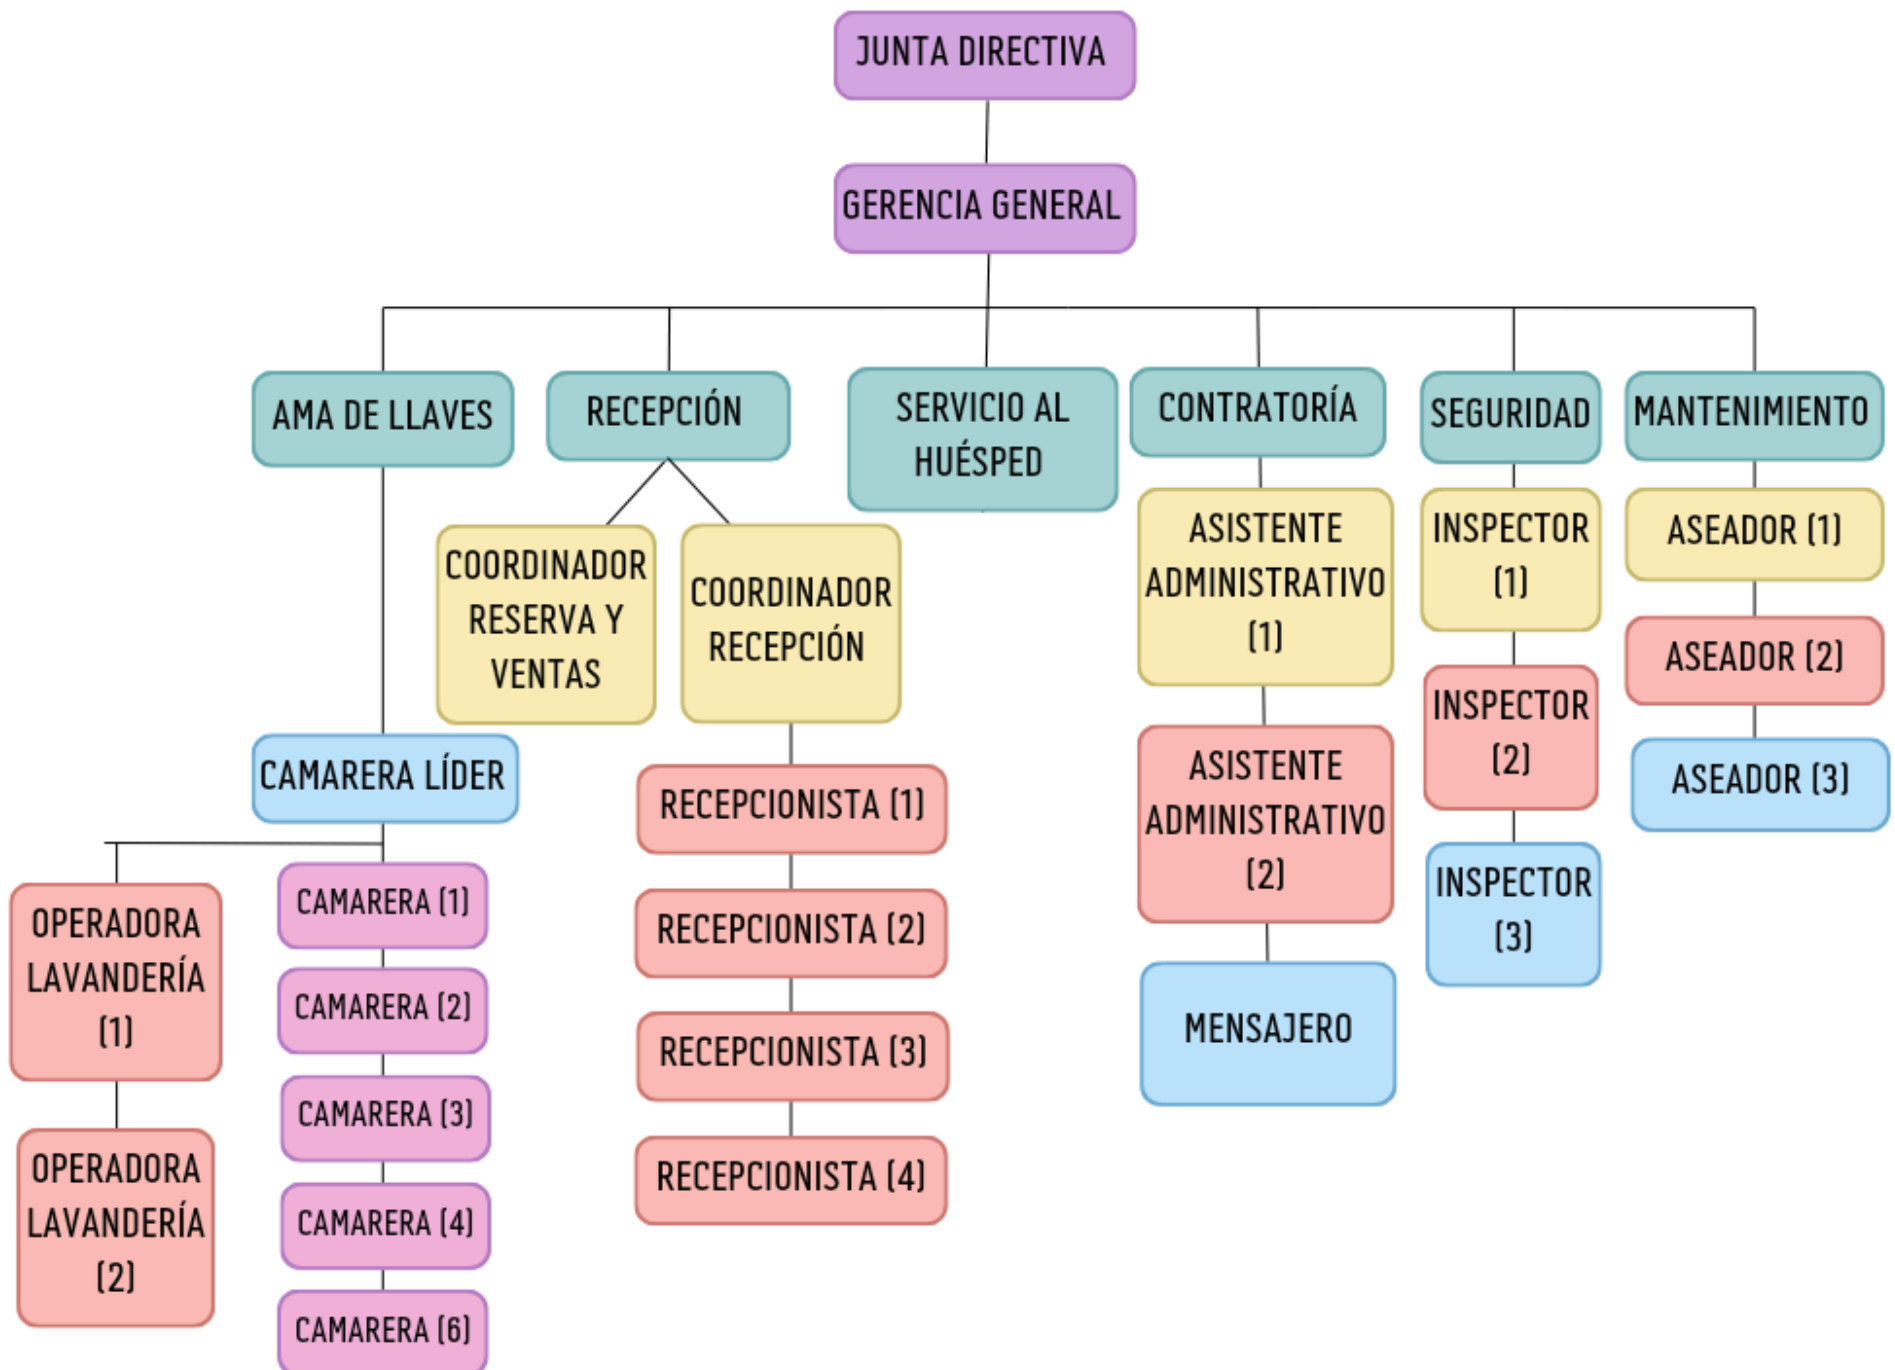 JUNTA DIRECTIVA
GERENCIA GENERAL
AMA DE LLAVES
RECEPCIÓN
SERVICIO AL
HUÉSPED
CONTRATORÍA
SEGURIDAD
MANTENIMIENTO
COORDINADOR
RESERVA Y
VENTAS
COORDINADOR
RECEPCIÓN
ASISTENTE
ADMINISTRATIVO
(1)
INSPECTOR
(1)
ASEADOR (1)
ASEADOR (2)
INSPECTOR
(2)
ASEADOR (3)
CAMARERA LÍDER
RECEPCIONISTA (1)
ASISTENTE
ADMINISTRATIVO
(2)
INSPECTOR
(3)
OPERADORA
LAVANDERÍA
(1)
CAMARERA (1)
RECEPCIONISTA (2)
CAMARERA (2)
RECEPCIONISTA (3)
MENSAJERO
CAMARERA (3)
OPERADORA
LAVANDERÍA
(2)
RECEPCIONISTA (4)
CAMARERA (4)
CAMARERA (6)